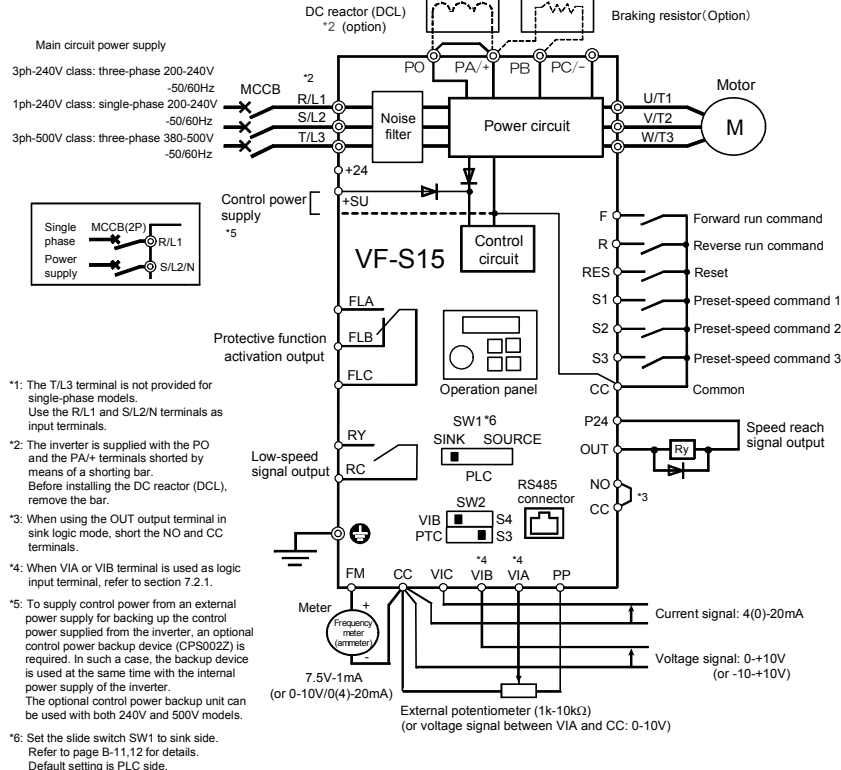 DC reactor (DCL)
*2 (option)
Braking resistor(Option)
Main circuit power supply
3ph-240V class: three-phase 200-240V
-50/60Hz
1ph-240V class: single-phase 200-240V
-50/60Hz
3ph-500V class: three-phase 380-500V
-50/60Hz
MCCB
*2
R/L1
S/L2
T/L3
PO
PA/+
PB
PC/-
Noise
filter
Power circuit
U/T1
V/T2
W/T3
Motor
M
+24
+SU
Control power
supply
*5
Control
circuit
VF-S15
Single
phase
Power
supply
MCCB(2P)
R/L1
S/L2/N
F
Forward run command
R
Reverse run command
RES
Reset
S1
Preset-speed command 1
S2
Preset-speed command 2
S3
Preset-speed command 3
CC
Common
FLA
FLB
FLC
Protective function
activation output
Operation panel
P24
OUT
Ry
Speed reach
signal output
NO
CC
*3
RY
RC
Low-speed
signal output
SW1*6
SINK SOURCE
PLC
SW2
VIB
PTC
S4
S3
RS485
connector
FM
CC
VIC
*4
VIB
*4
VIA
PP
Meter
+
Frequency
meter
(ammeter)
-
7.5V-1mA
(or 0-10V/0(4)-20mA)
Current signal: 4(0)-20mA
Voltage signal: 0-+10V
(or -10-+10V)
External potentiometer (1k-10kΩ)
(or voltage signal between VIA and CC: 0-10V)
*1: The T/L3 terminal is not provided for
single-phase models.
Use the R/L1 and S/L2/N terminals as
input terminals.
*2: The inverter is supplied with the PO
and the PA/+ terminals shorted by
means of a shorting bar.
Before installing the DC reactor (DCL),
remove the bar.
*3: When using the OUT output terminal in
sink logic mode, short the NO and CC
terminals.
*4: When VIA or VIB terminal is used as logic
input terminal, refer to section 7.2.1.
*5: To supply control power from an external
power supply for backing up the control
power supplied from the inverter, an optional
control power backup device (CPS002Z) is
required. In such a case, the backup device
is used at the same time with the internal
power supply of the inverter.
The optional control power backup unit can
be used with both 240V and 500V models.
*6: Set the slide switch SW1 to sink side.
Refer to page B-11,12 for details.
Default setting is PLC side.